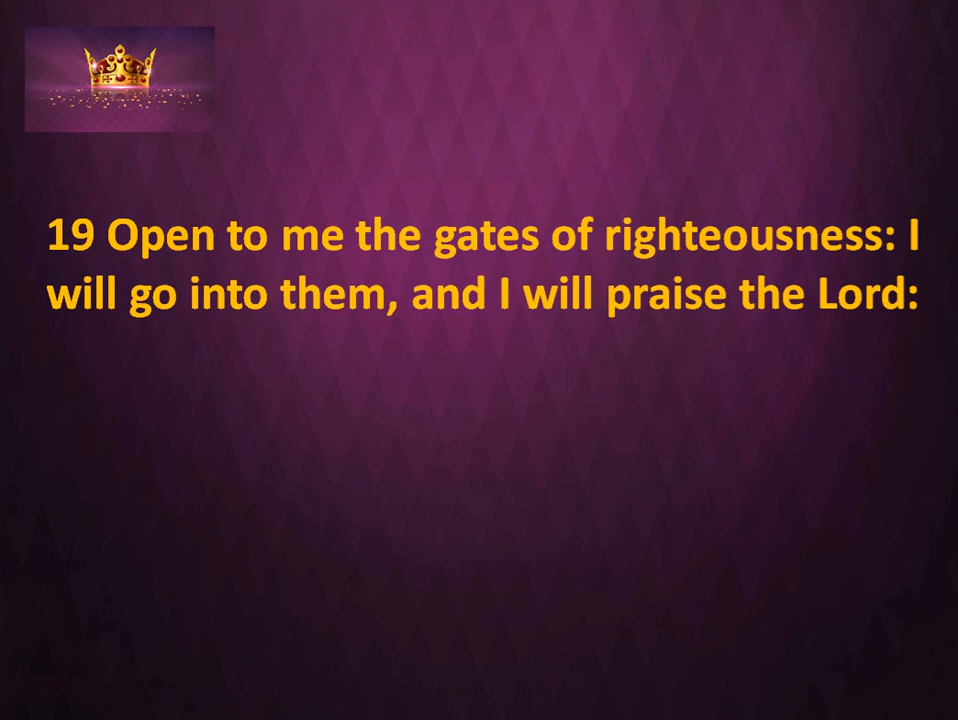 19 Open to me the gates of righteousness: I
will go into them, and I will praise the Lord: